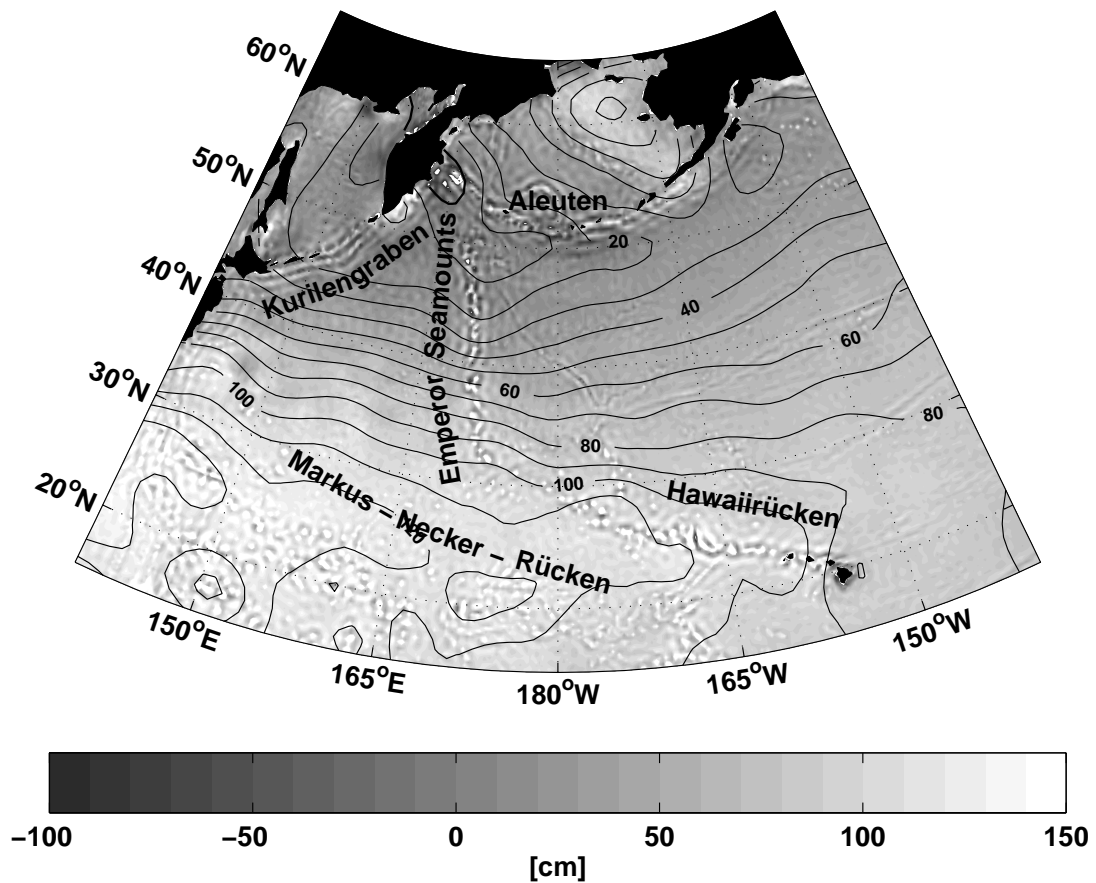 60°N
50°N
40°N
30°N
20°N
Aleuten
20
Kurilengraben
Emperor Seamounts
40
60
60
100
80
80
100
Markus – Necker – Rücken
Hawaiirücken
150°E
165°E
180°W
165°W
150°W
−100
−50
0
50
100
150
[cm]